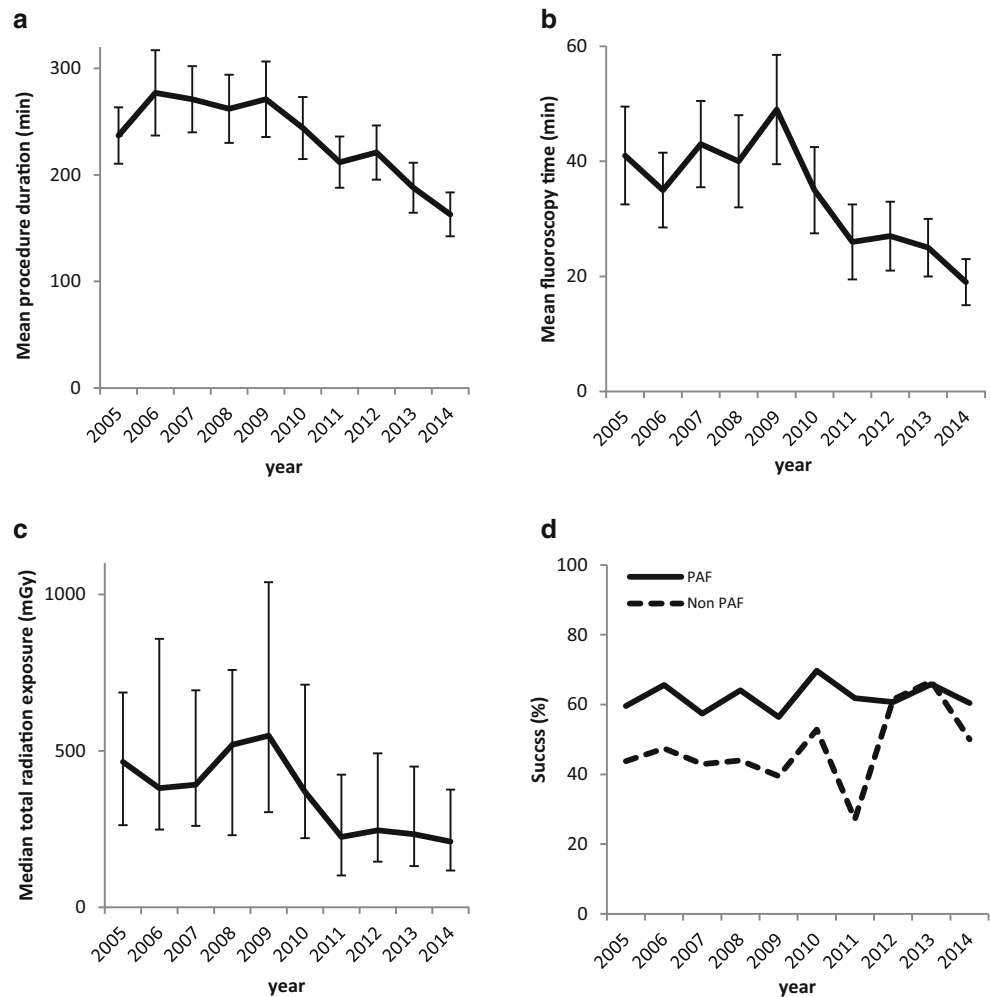 a
Mean procedure duration (min)
300
200
100
0
2005 2006 2007 2008 2009 2010 2011 2012 2013 2014
year
b
Mean fluoroscopy time (min)
60
40
20
0
2005 2006 2007 2008 2009 2010 2011 2012 2013 2014
year
c
Median total radiation exposure (mGy)
1000
500
0
2005 2006 2007 2008 2009 2010 2011 2012 2013 2014
year
d
Succss (%)
100
80
60
40
20
0
PAF
Non PAF
2005 2006 2007 2008 2009 2010 2011 2012 2013 2014
year